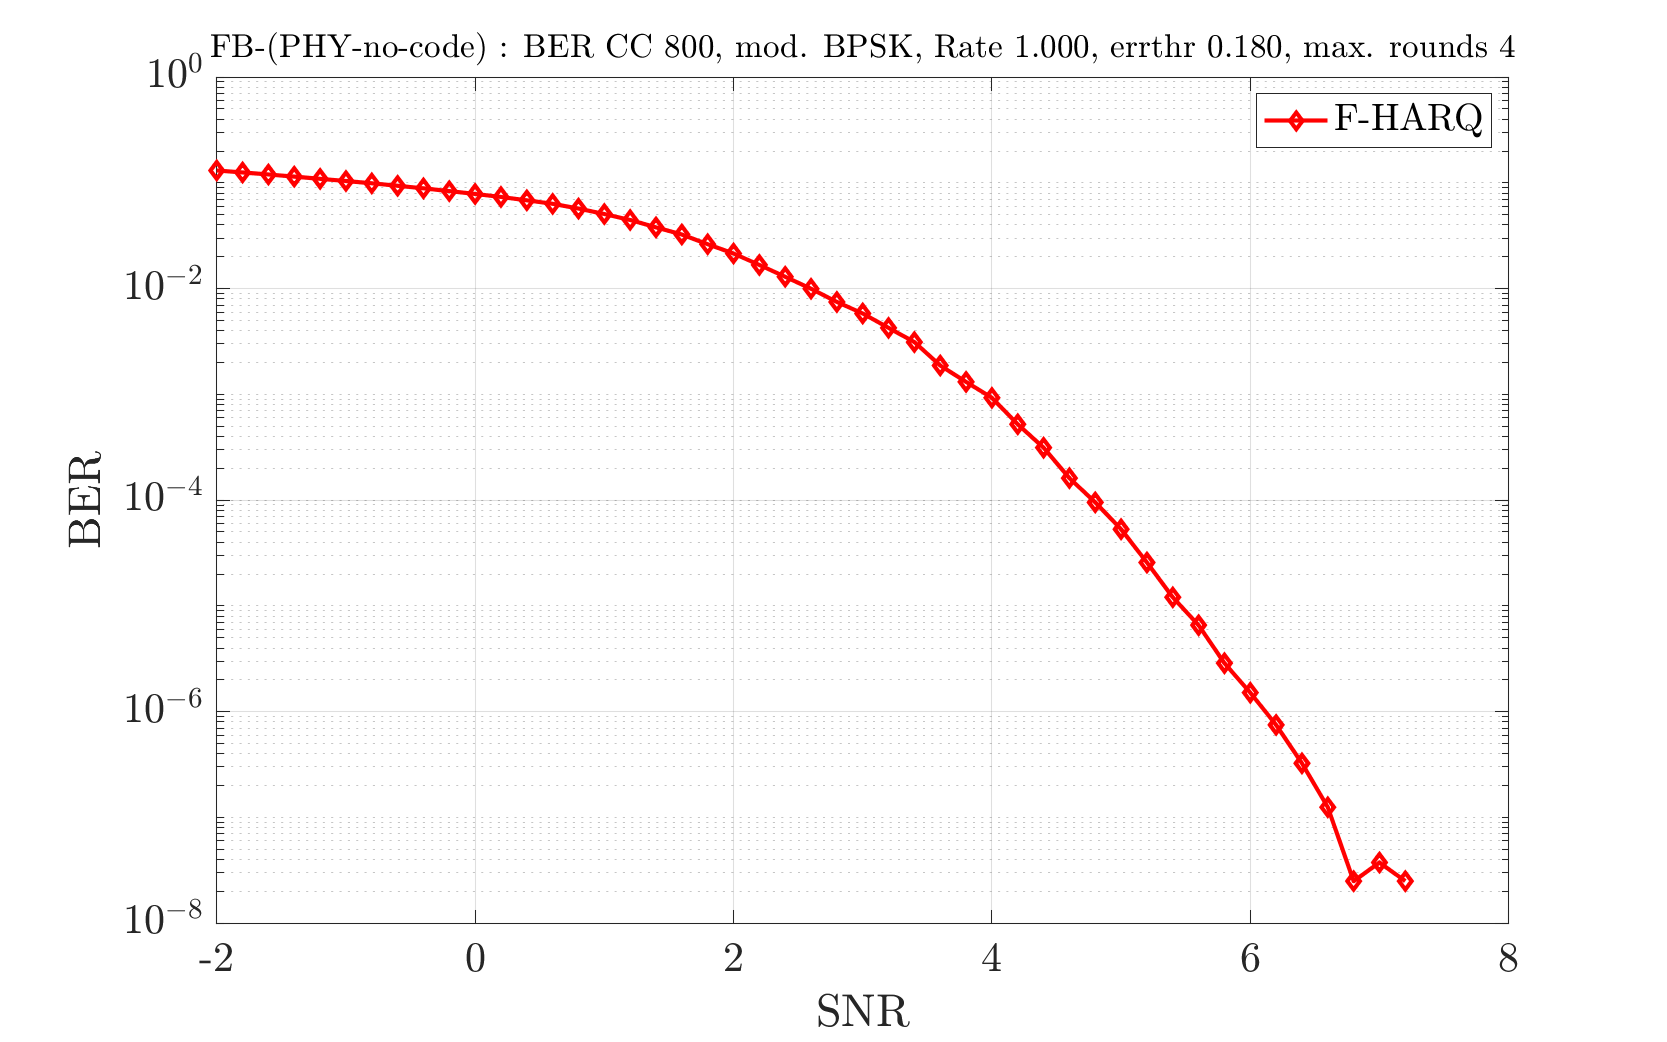 FB-(PHY-no-code) : BER CC 800, mod. BPSK, Rate 1.000, errthr 0.180, max. rounds 4
F-HARQ
10^0
10^-2
10^-4
10^-6
10^-8
BER
-2 0 2 4 6 8
SNR